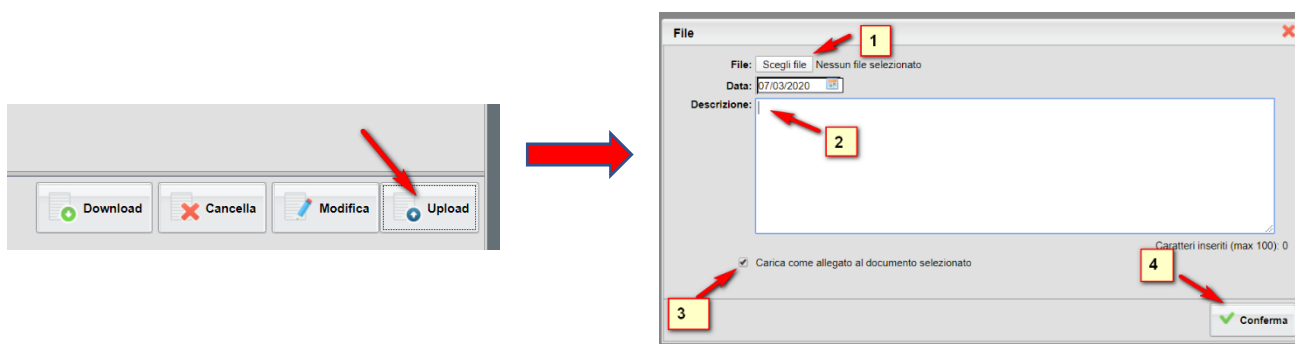 Download
Cancella
Modifica
Upload
File
1
File: Scegli file Nessun file selezionato
Data: 07/03/2020
Descrizione:
2
Caratteri inseriti (max 100): 0
Carica come allegato al documento selezionato
4
3
Conferma